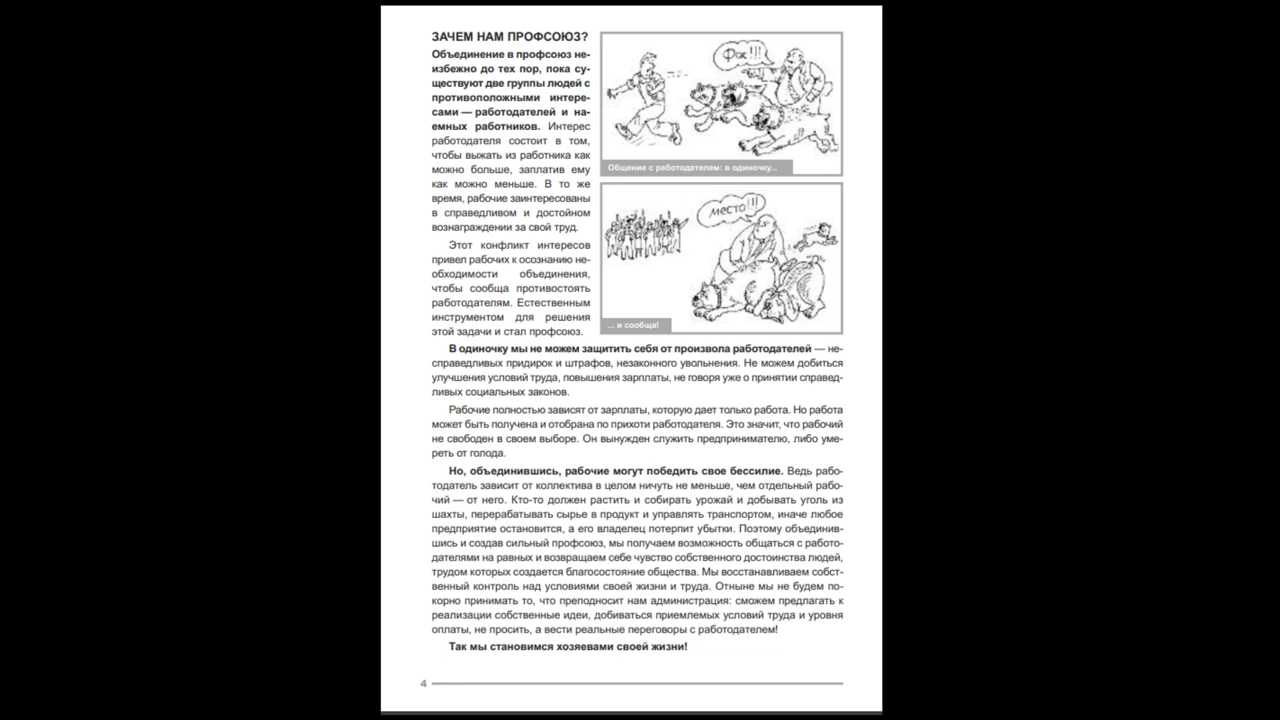 ЗАЧЕМ НАМ ПРОФСОЮЗ?
Объединение в профсоюз не-
избежно до тех пор, пока су-
ществуют две группы людей с
противоположными интере-
сами — работодателей и на-
емных работников. Интерес
работодателя состоит в том,
чтобы выжать из работника как
можно больше, заплатив ему
как можно меньше. В то же
время, рабочие заинтересованы
в справедливом и достойном
вознаграждении за свой труд.
Этот конфликт интересов
привел рабочих к осознанию не-
обходимости объединения,
чтобы сообща противостоять
работодателям. Естественным
инструментом для решения
этой задачи и стал профсоюз.
Фас!!!
Общение с работодателем: в одиночку...
место!!!
... и сообща!
В одиночку мы не можем защитить себя от произвола работодателей — не-
справедливых придирок и штрафов, незаконного увольнения. Не можем добиться
улучшения условий труда, повышения зарплаты, не говоря уже о принятии справед-
ливых социальных законов.
Рабочие полностью зависят от зарплаты, которую дает только работа. Но работа
может быть получена и отобрана по прихоти работодателя. Это значит, что рабочий
не свободен в своем выборе. Он вынужден служить предпринимателю, либо уме-
реть от голода.
Но, объединившись, рабочие могут победить свое бессилие. Ведь рабо-
тодатель зависит от коллектива в целом ничуть не меньше, чем отдельный рабо-
чий — от него. Кто-то должен растить и собирать урожай и добывать уголь из
шахты, перерабатывать сырье в продукт и управлять транспортом, иначе любое
предприятие остановится, а его владелец потерпит убытки. Поэтому объединив-
шись и создав сильный профсоюз, мы получаем возможность общаться с работо-
дателями на равных и возвращаем себе чувство собственного достоинства людей,
трудом которых создается благосостояние общества. Мы восстанавливаем собст-
венный контроль над условиями своей жизни и труда. Отныне мы не будем по-
корно принимать то, что преподносит нам администрация: сможем предлагать к
реализации собственные идеи, добиваться приемлемых условий труда и уровня
оплаты, не просить, а вести реальные переговоры с работодателем!
Так мы становимся хозяевами своей жизни!
4